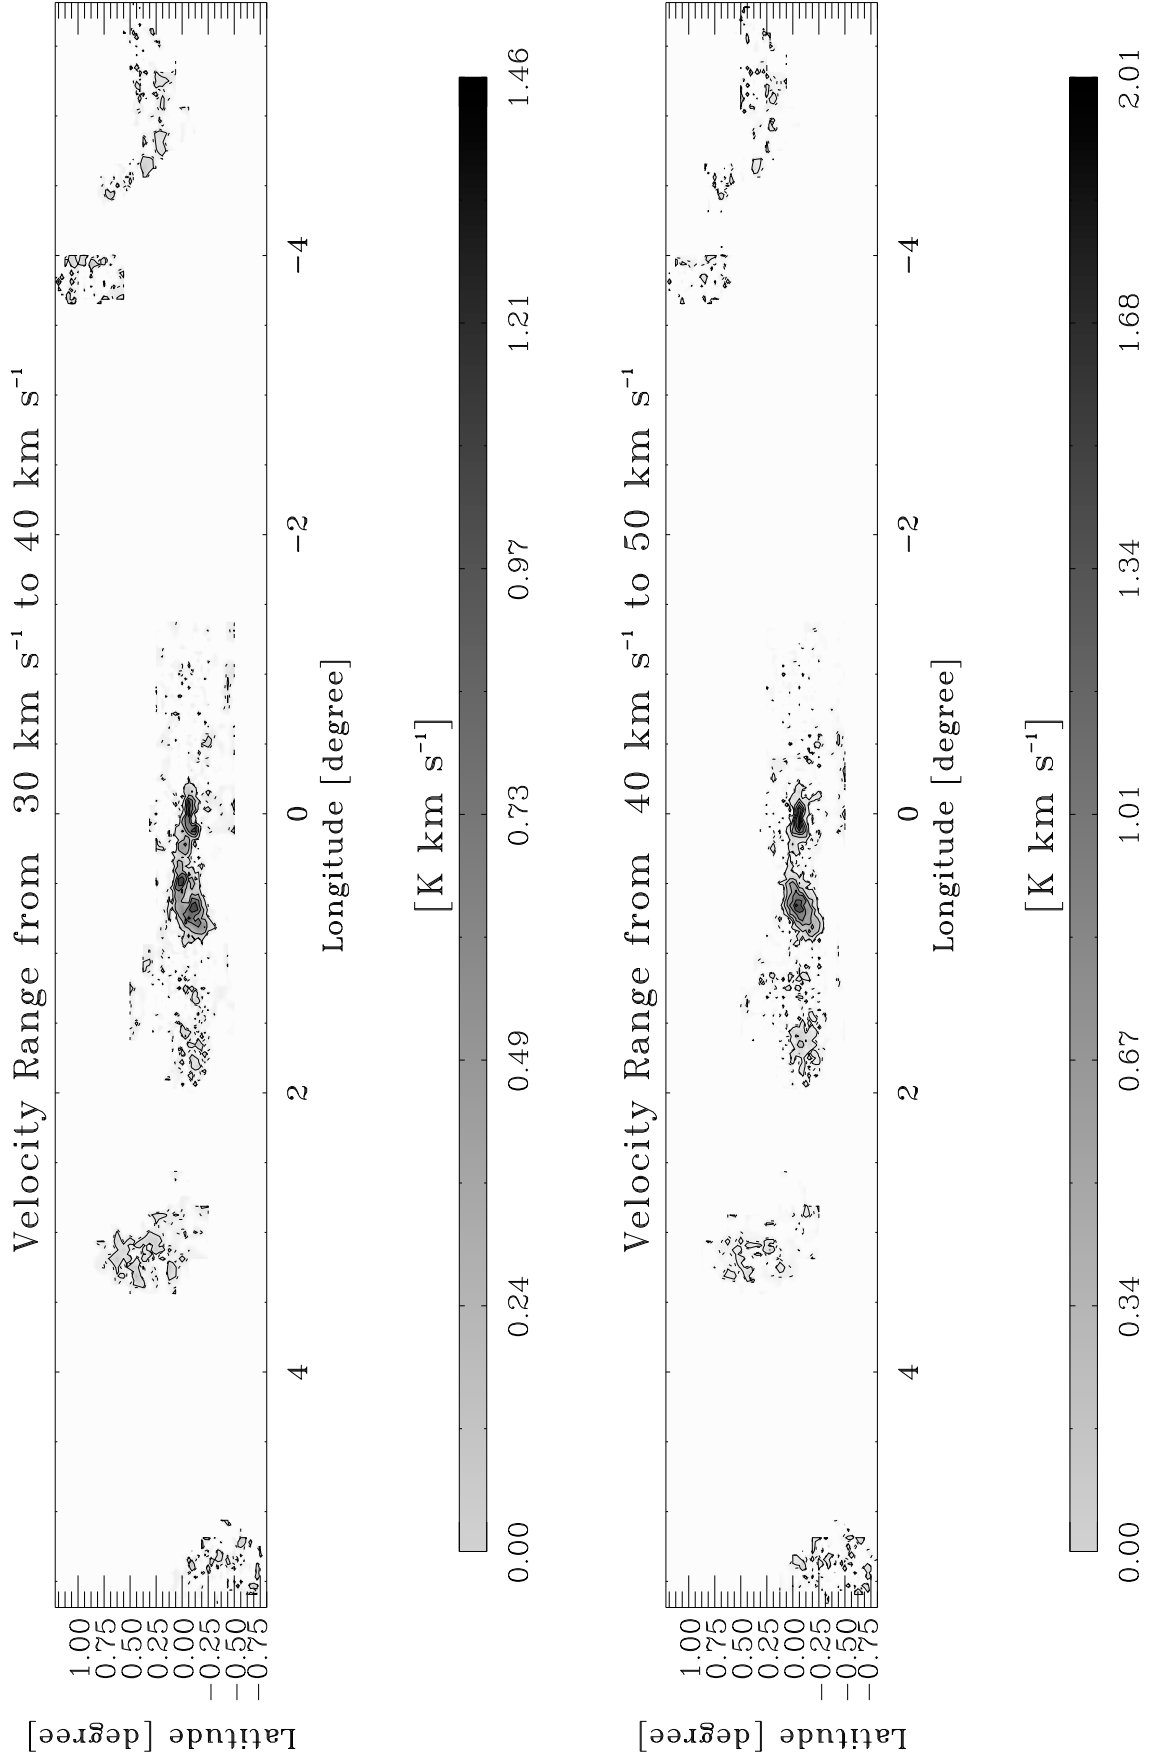 Velocity Range from 30 km s⁻¹ to 40 km s⁻¹
Latitude [degree]
1.00
0.75
0.50
0.25
0.00
−0.25
−0.50
−0.75
4 2 0 −2 −4
Longitude [degree]
[K km s⁻¹]
0.00 0.24 0.49 0.73 0.97 1.21 1.46
Velocity Range from 40 km s⁻¹ to 50 km s⁻¹
Latitude [degree]
1.00
0.75
0.50
0.25
0.00
−0.25
−0.50
−0.75
4 2 0 −2 −4
Longitude [degree]
[K km s⁻¹]
0.00 0.34 0.67 1.01 1.34 1.68 2.01